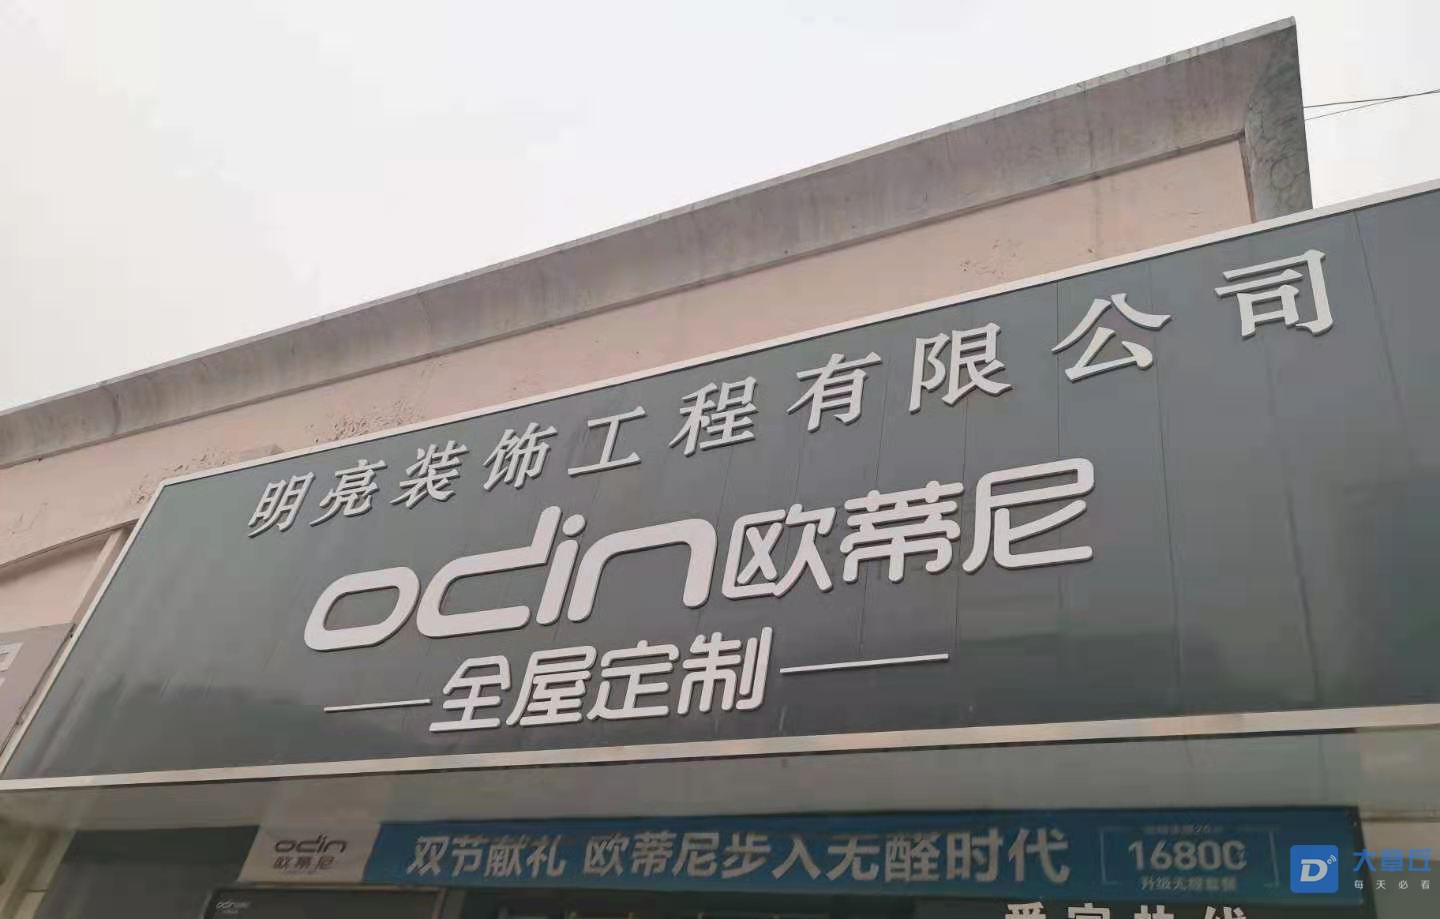 明亮装饰工程有限公司
odin欧蒂尼
全屋定制
odin
欧蒂尼
双节献礼 欧蒂尼步入无醛时代
16800
升级无醛套餐
大章丘
每天必看